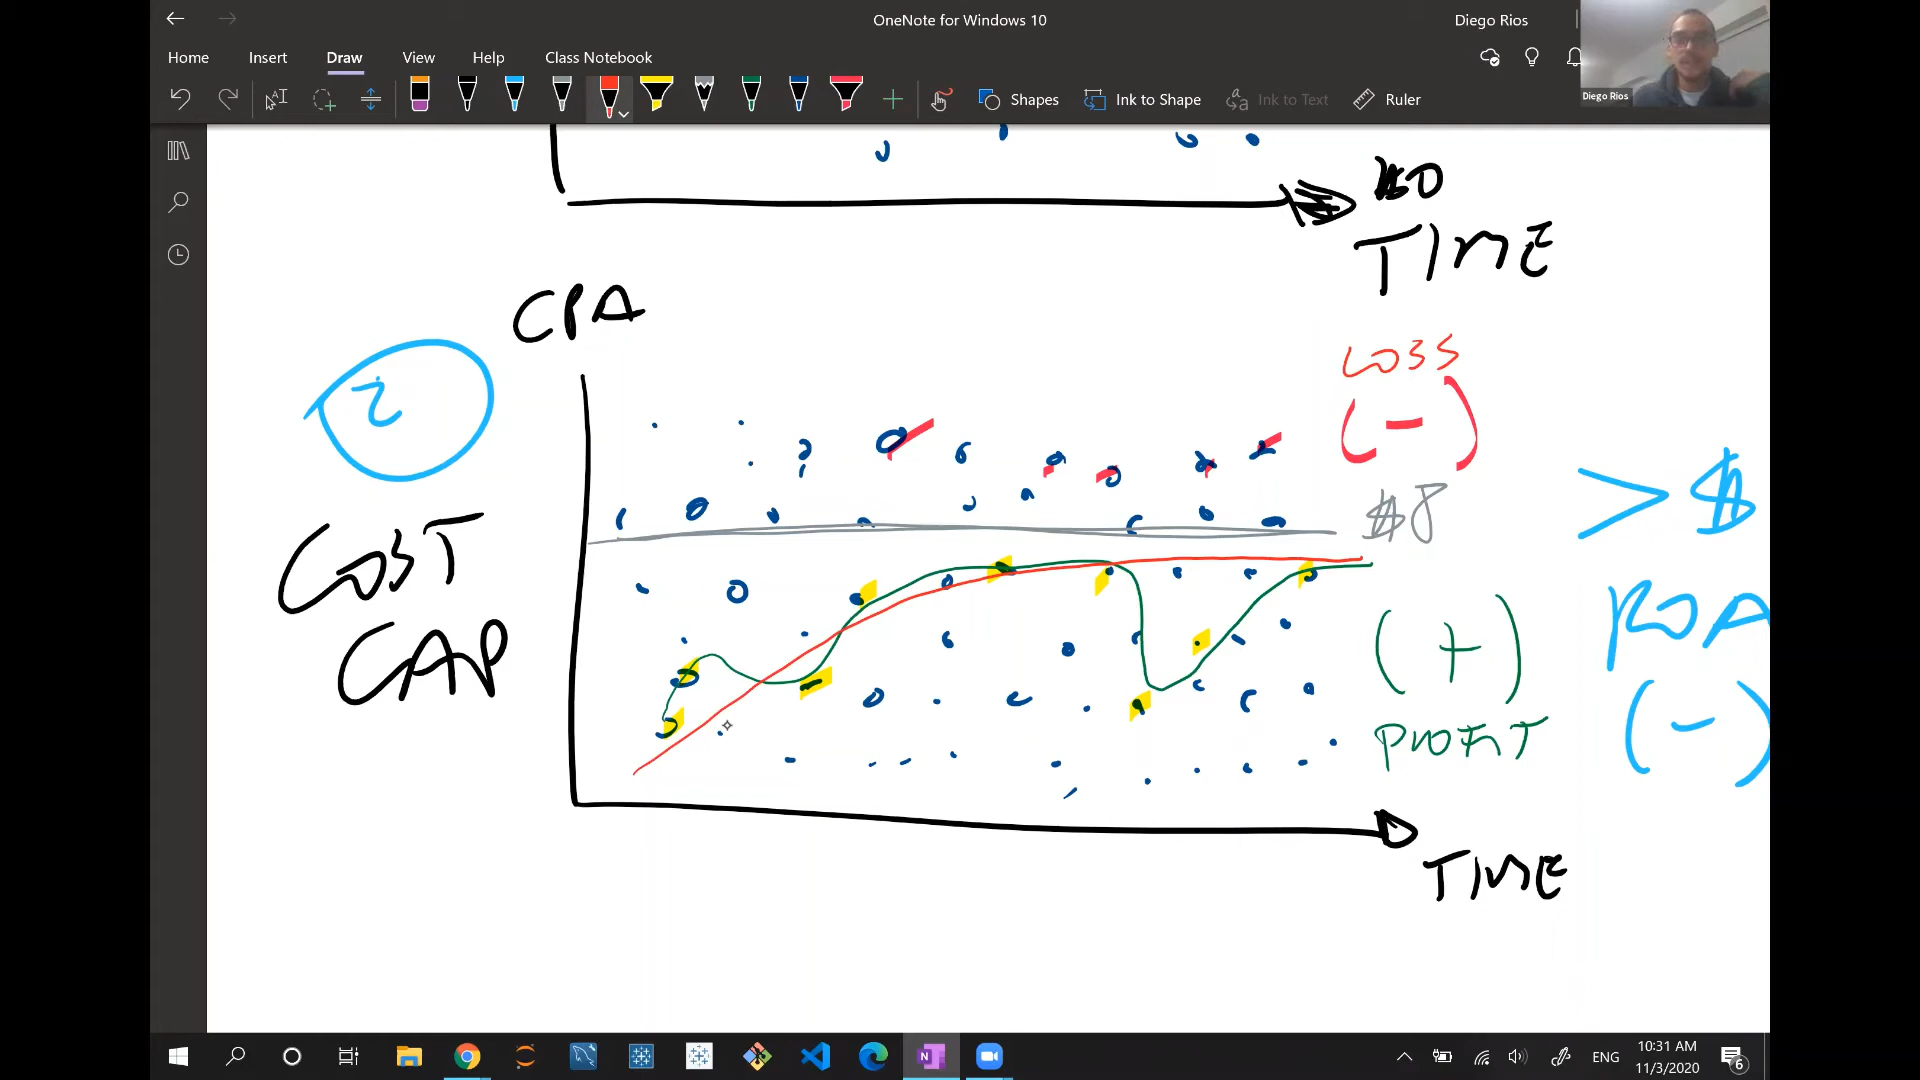 OneNote for Windows 10
Diego Rios
Home Insert Draw View Help Class Notebook
Shapes Ink to Shape Ink to Text Ruler
Diego Rios
TIME
CPA
2
COST
CAP
LOSS
(-)
$8
> $
ROA
(+)
(-)
PROFIT
TIME
ENG
10:31 AM
11/3/2020
6